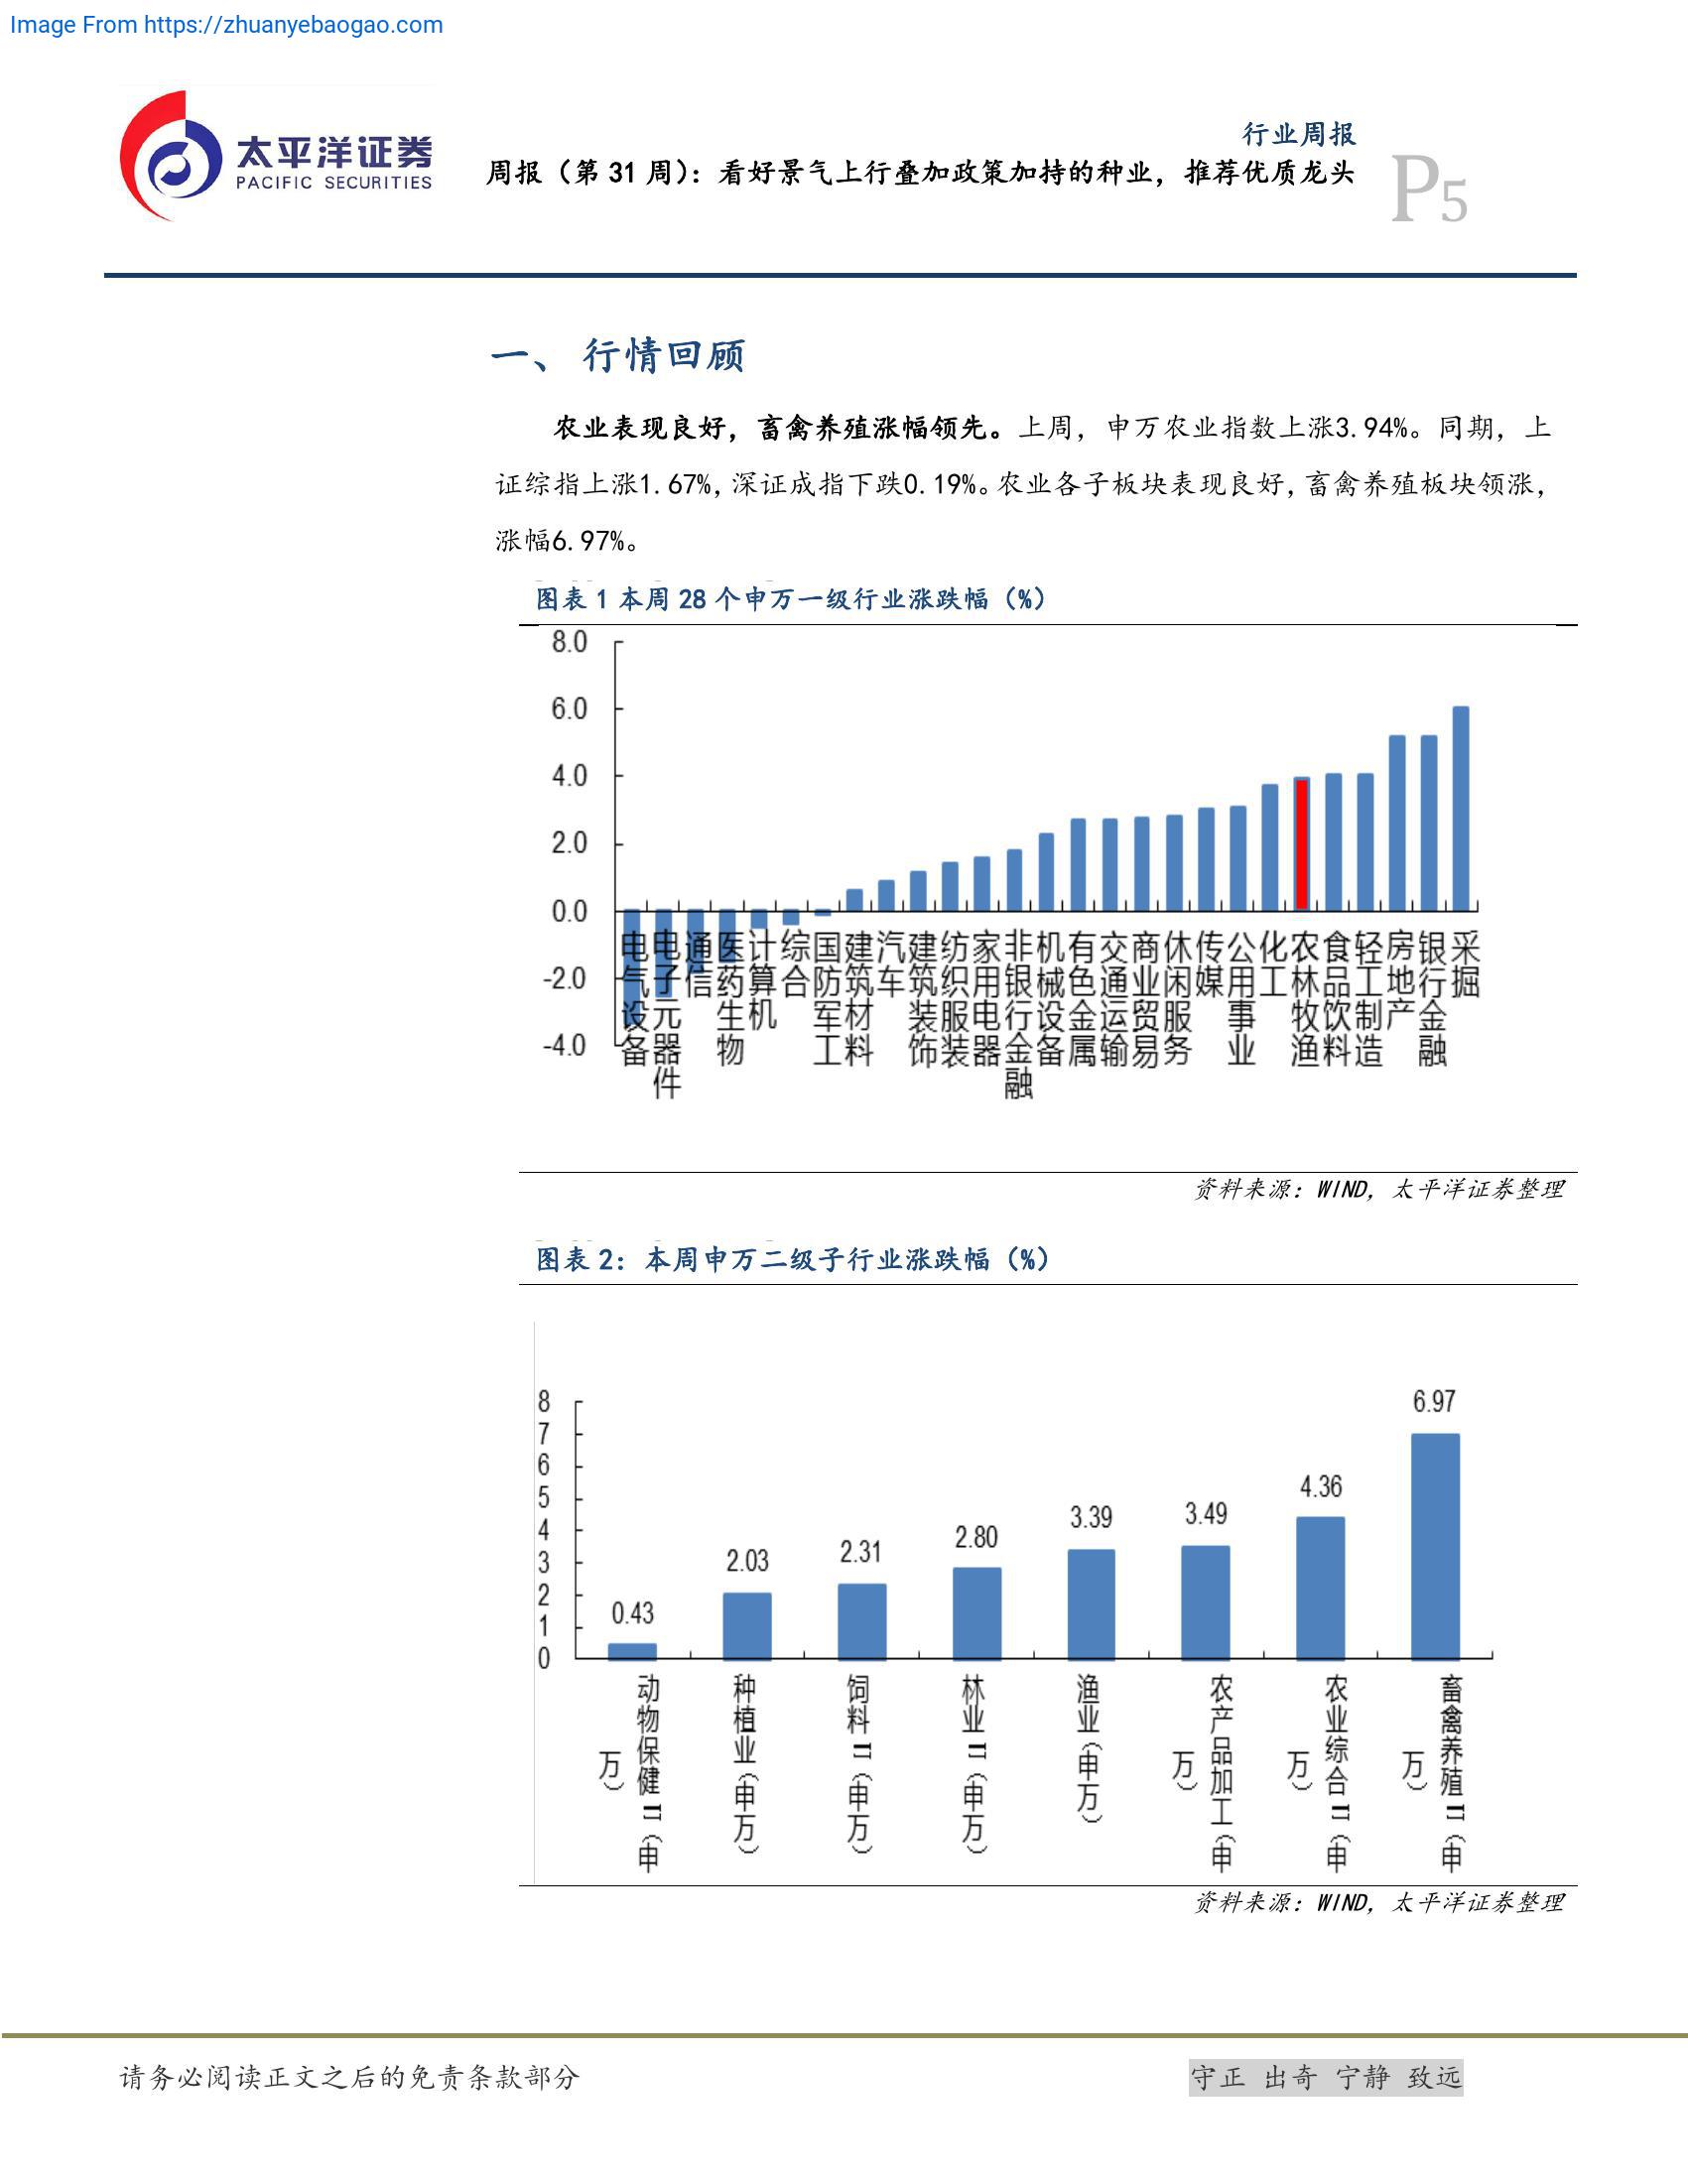 Image From https://zhuanyebaogao.com
太平洋证券
PACIFIC SECURITIES
行业周报
周报（第 31 周）：看好景气上行叠加政策加持的种业，推荐优质龙头
P5
一、 行情回顾
农业表现良好，畜禽养殖涨幅领先。上周，申万农业指数上涨3.94%。同期，上
证综指上涨1.67%,深证成指下跌0.19%。农业各子板块表现良好,畜禽养殖板块领涨,
涨幅6.97%。
图表 1 本周 28 个申万一级行业涨跌幅（%）
8.0
6.0
4.0
2.0
0.0
-2.0
-4.0
电气设备
电子元器件
通信
医药生物
计算机
综合
国防军工
建筑材料
汽车
建筑装饰
纺织服装
家用电器
非银行金融
机械设备
有色金属
交通运输
商业贸易
休闲服务
传媒
公用事业
化工
农林牧渔
食品饮料
轻工制造
房地产
银行金融
采掘
资料来源：WIND，太平洋证券整理
图表 2：本周申万二级子行业涨跌幅（%）
8
7
6
5
4
3
2
1
0
0.43
2.03
2.31
2.80
3.39
3.49
4.36
6.97
动物保健II（申万）
种植业（申万）
饲料II（申万）
林业II（申万）
渔业（申万）
农产品加工（申万）
农业综合II（申万）
畜禽养殖II（申万）
资料来源：WIND，太平洋证券整理
请务必阅读正文之后的免责条款部分
守正 出奇 宁静 致远